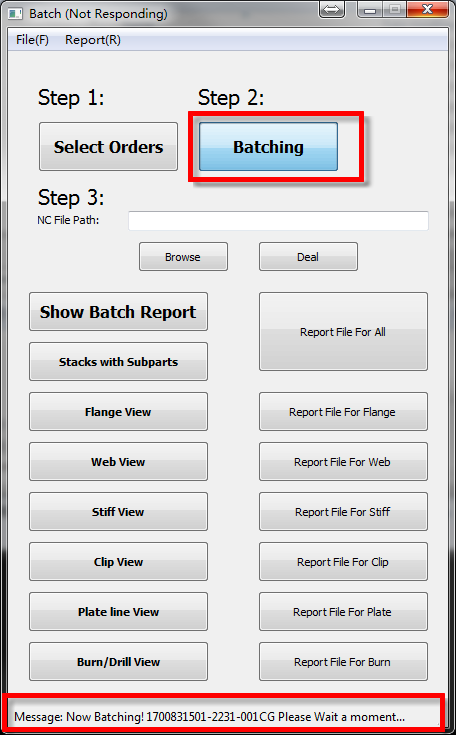 Batch (Not Responding)
File(F) Report(R)
Step 1: Step 2:
Select Orders Batching
Step 3:
NC File Path:
Browse Deal
Show Batch Report Report File For All
Stacks with Subparts
Flange View Report File For Flange
Web View Report File For Web
Stiff View Report File For Stiff
Clip View Report File For Clip
Plate line View Report File For Plate
Burn/Drill View Report File For Burn
Message: Now Batching! 1700831501-2231-001CG Please Wait a moment...